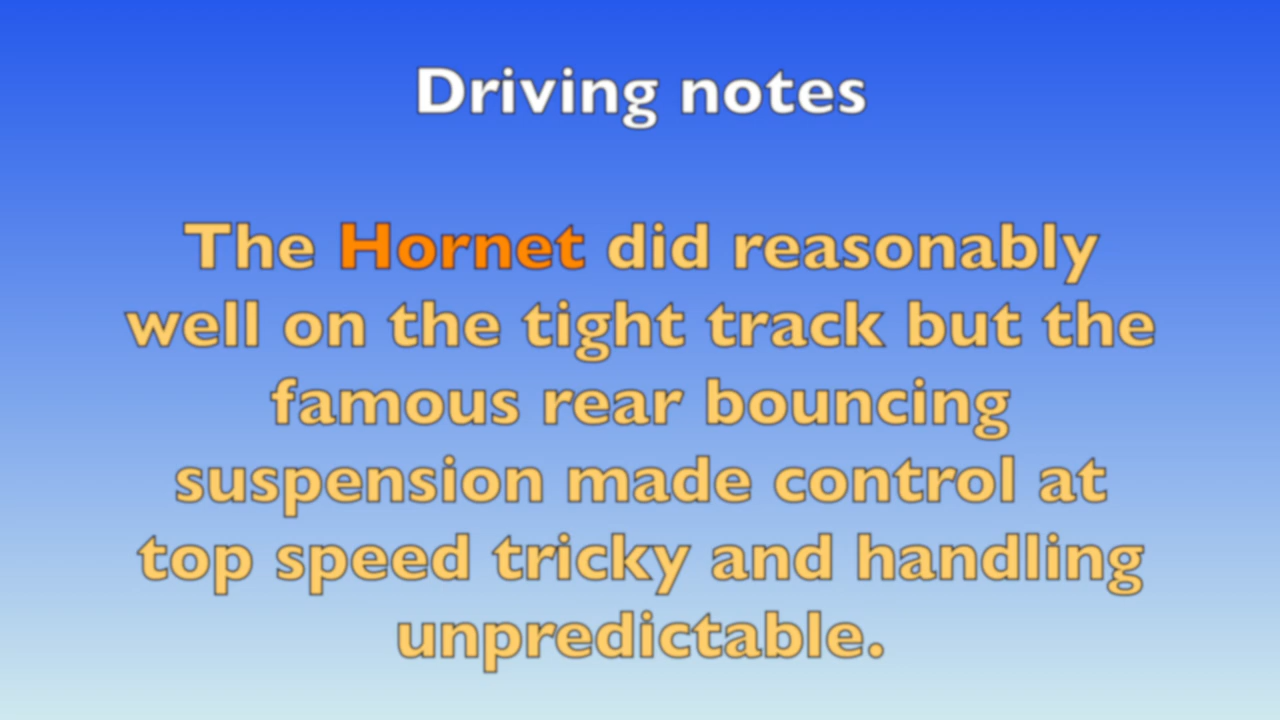 Driving notes
The Hornet did reasonably
well on the tight track but the
famous rear bouncing
suspension made control at
top speed tricky and handling
unpredictable.